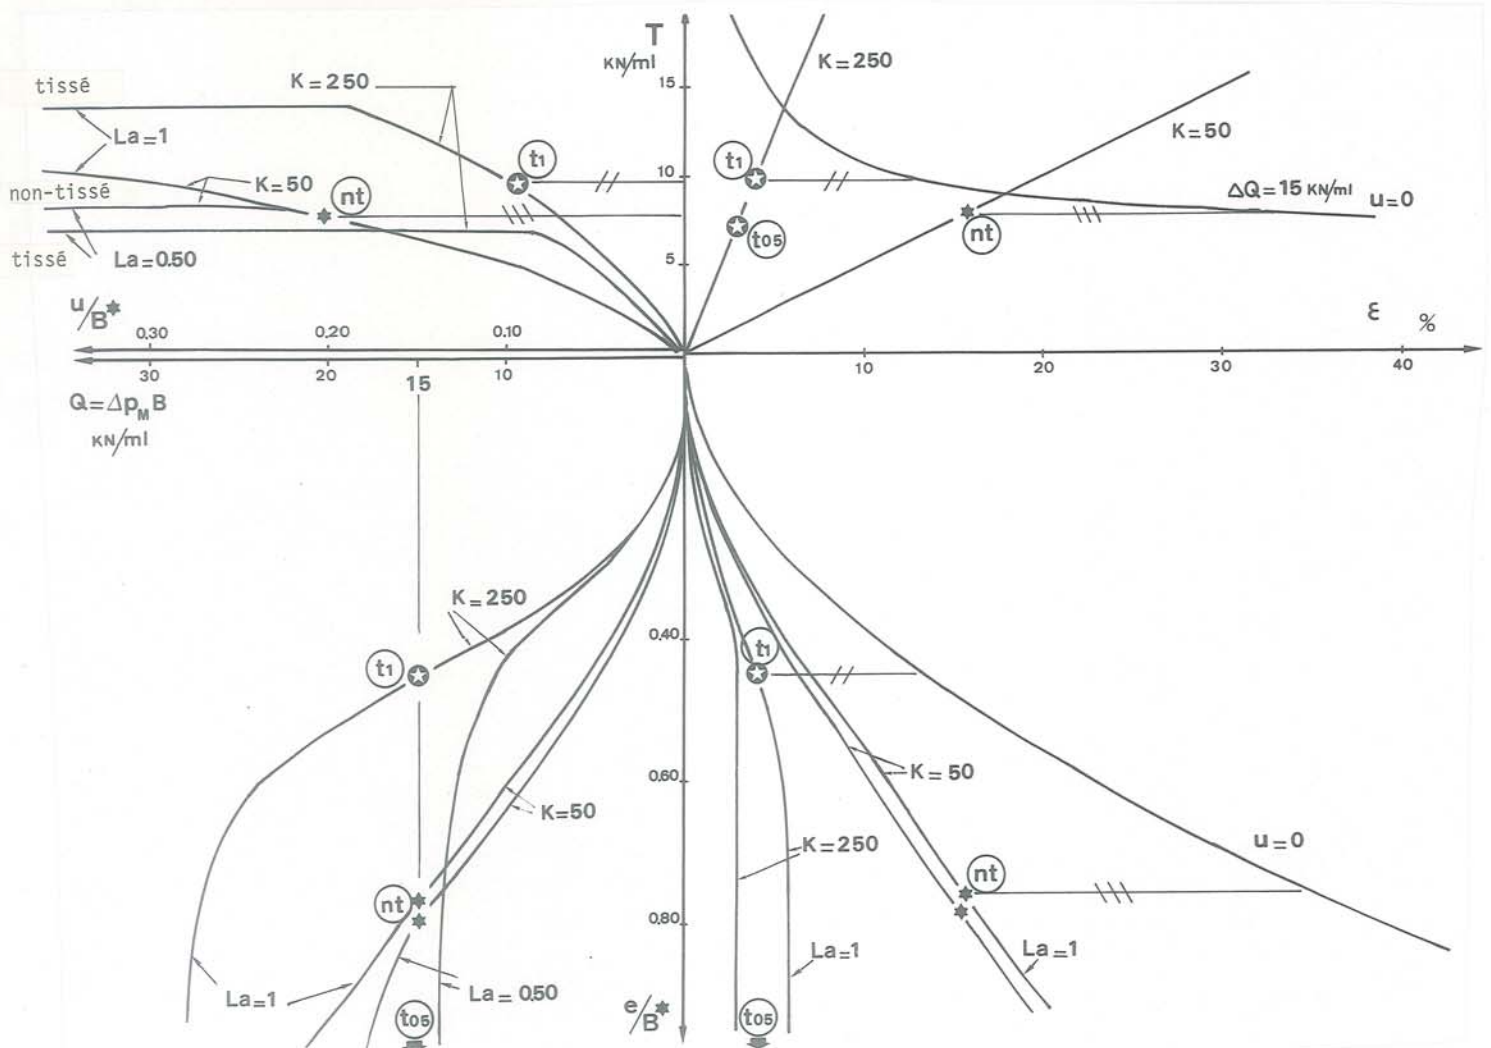 T
KN/ml
K=250
tissé
K=250
15
La=1
K=50
t1
t1
10
non-tissé
K=50
nt
ΔQ=15 KN/ml
u=0
t05
nt
tissé
La=0.50
5
u/B*
ε %
0.30 0,20 0.10
30 20 15 10
10 20 30 40
Q=Δp_M B
KN/ml
K=250
0,40
t1
t1
0,60
K=50
K=50
K=250
u=0
nt
nt
0,80
La=1
La=1
La=0.50
e/B*
t05
t05